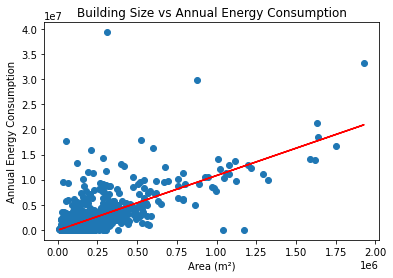 Building Size vs Annual Energy Consumption
1e7
4.0
3.5
3.0
2.5
2.0
1.5
1.0
0.5
0.0
Annual Energy Consumption
0.00 0.25 0.50 0.75 1.00 1.25 1.50 1.75 2.00
Area (m²)
1e6